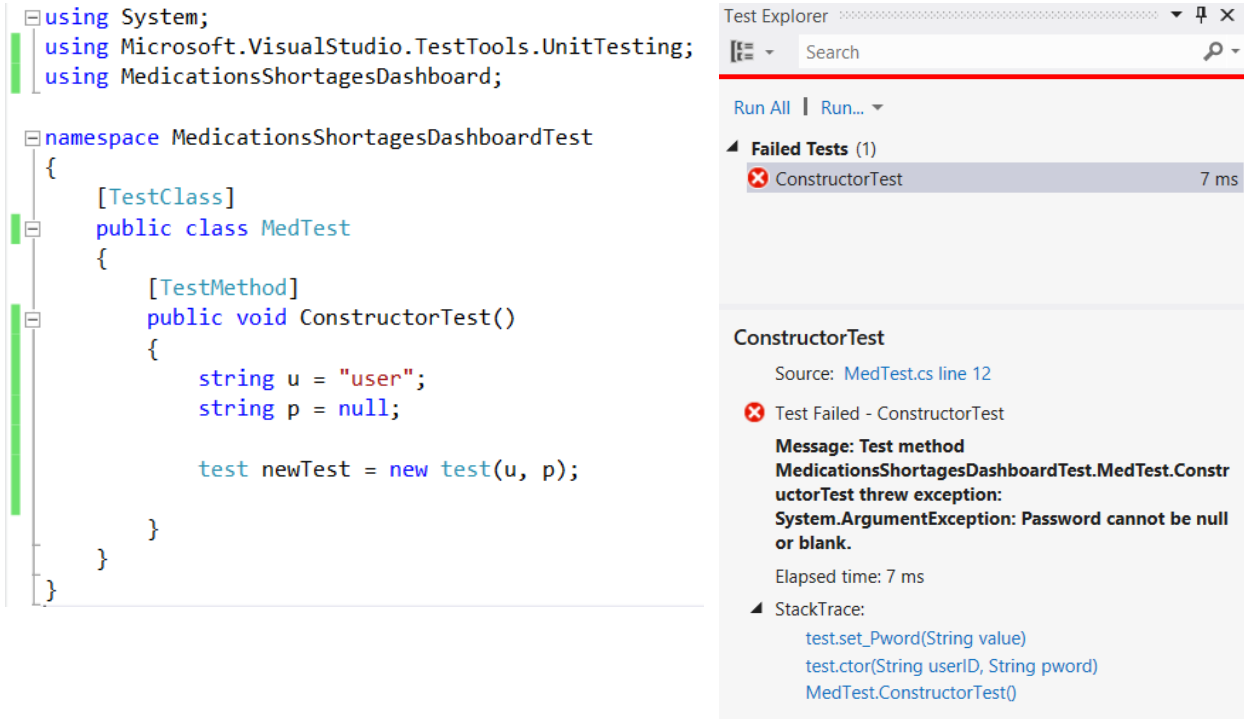 using System;
using Microsoft.VisualStudio.TestTools.UnitTesting;
using MedicationsShortagesDashboard;
namespace MedicationsShortagesDashboardTest
{
[TestClass]
public class MedTest
{
[TestMethod]
public void ConstructorTest()
{
string u = "user";
string p = null;
test newTest = new test(u, p);
}
}
}
Test Explorer
Search
Run All | Run...
Failed Tests (1)
ConstructorTest 7 ms
ConstructorTest
Source: MedTest.cs line 12
Test Failed - ConstructorTest
Message: Test method
MedicationsShortagesDashboardTest.MedTest.Constr
uctorTest threw exception:
System.ArgumentException: Password cannot be null
or blank.
Elapsed time: 7 ms
StackTrace:
test.set_Pword(String value)
test.ctor(String userID, String pword)
MedTest.ConstructorTest()